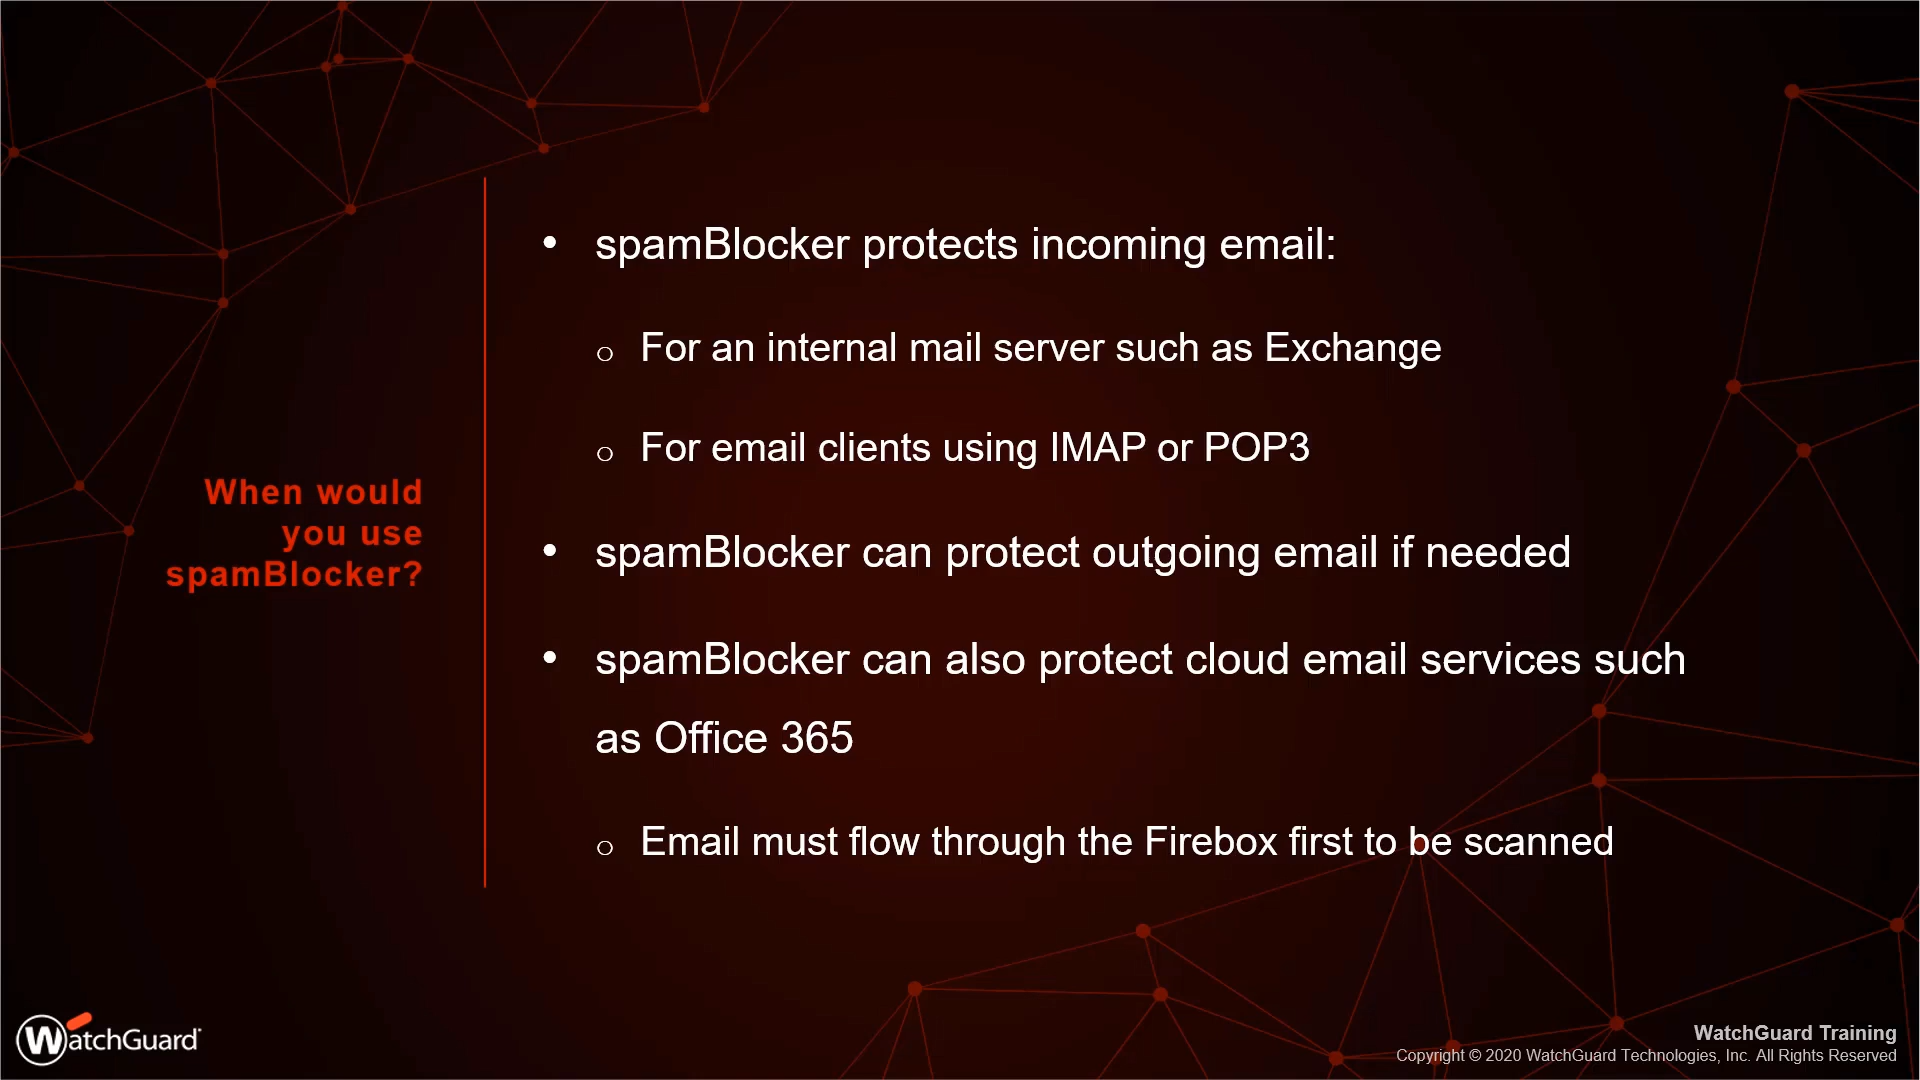 When would
you use
spamBlocker?
• spamBlocker protects incoming email:
o For an internal mail server such as Exchange
o For email clients using IMAP or POP3
• spamBlocker can protect outgoing email if needed
• spamBlocker can also protect cloud email services such
as Office 365
o Email must flow through the Firebox first to be scanned
WatchGuard
WatchGuard Training
Copyright © 2020 WatchGuard Technologies, Inc. All Rights Reserved